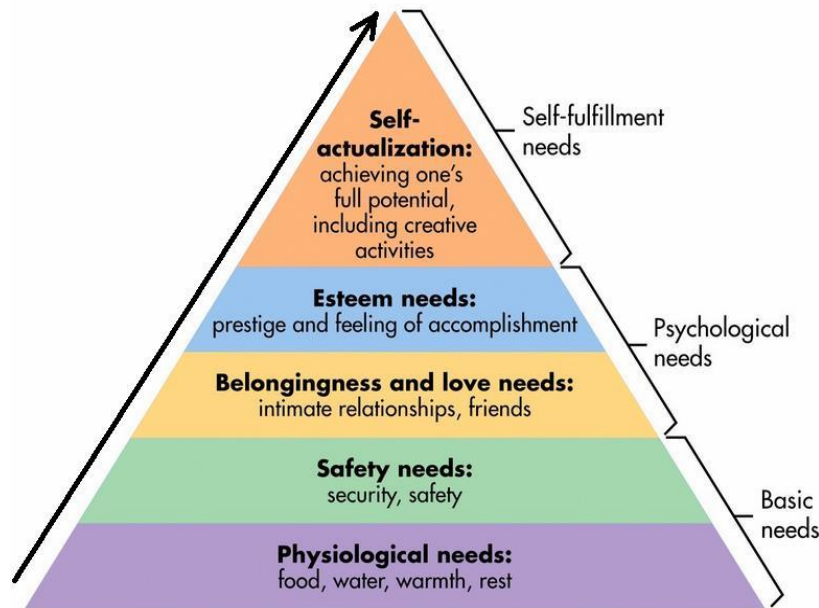 Self-
actualization:
achieving one's
full potential,
including creative
activities
Self-fulfillment
needs
Esteem needs:
prestige and feeling of accomplishment
Psychological
needs
Belongingness and love needs:
intimate relationships, friends
Safety needs:
security, safety
Basic
needs
Physiological needs:
food, water, warmth, rest